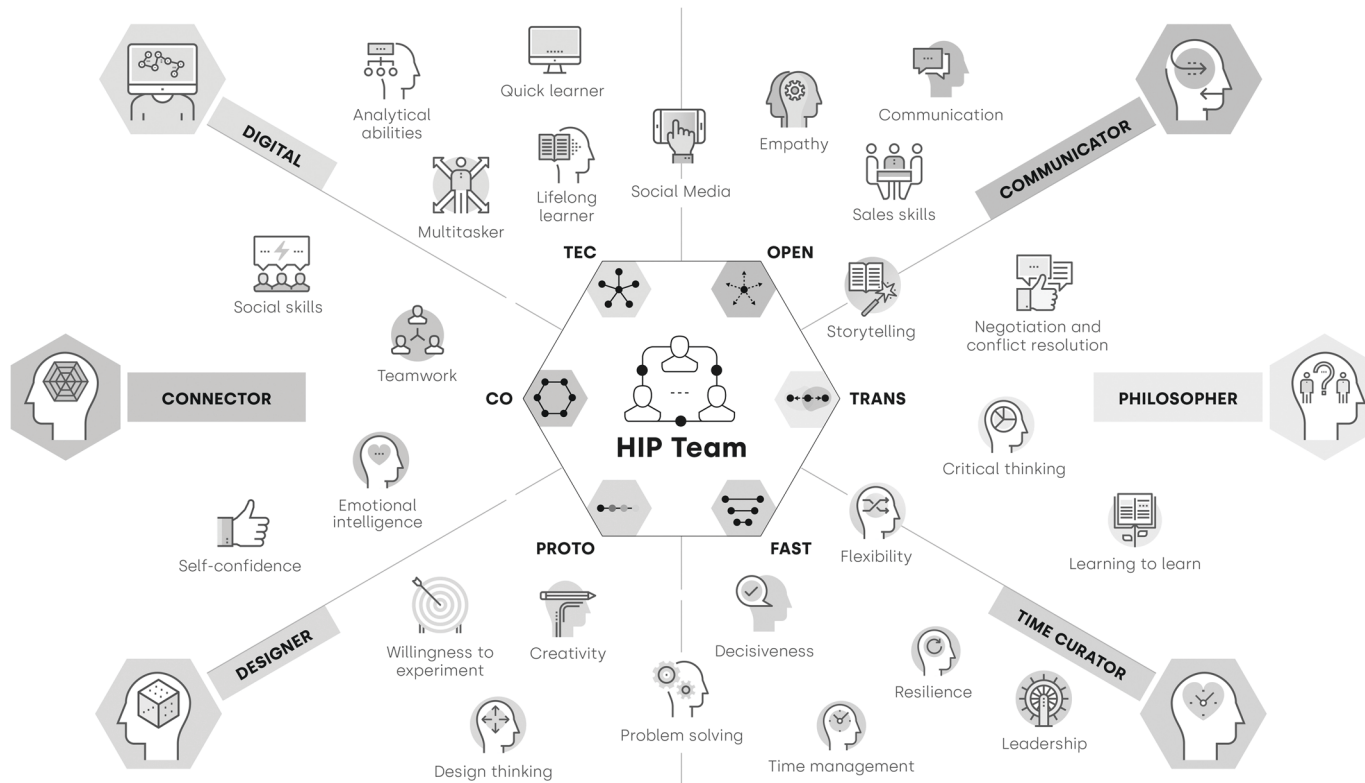 Quick learner
Analytical
abilities
Communication
Empathy
DIGITAL
COMMUNICATOR
Lifelong
learner
Social Media
Multitasker
Sales skills
TEC
OPEN
Social skills
Storytelling
Negotiation and
conflict resolution
Teamwork
CONNECTOR
CO
TRANS
PHILOSOPHER
HIP Team
Critical thinking
Emotional
intelligence
Self-confidence
PROTO
FAST
Flexibility
Learning to learn
DESIGNER
Willingness to
experiment
Creativity
Decisiveness
TIME CURATOR
Resilience
Problem solving
Leadership
Design thinking
Time management